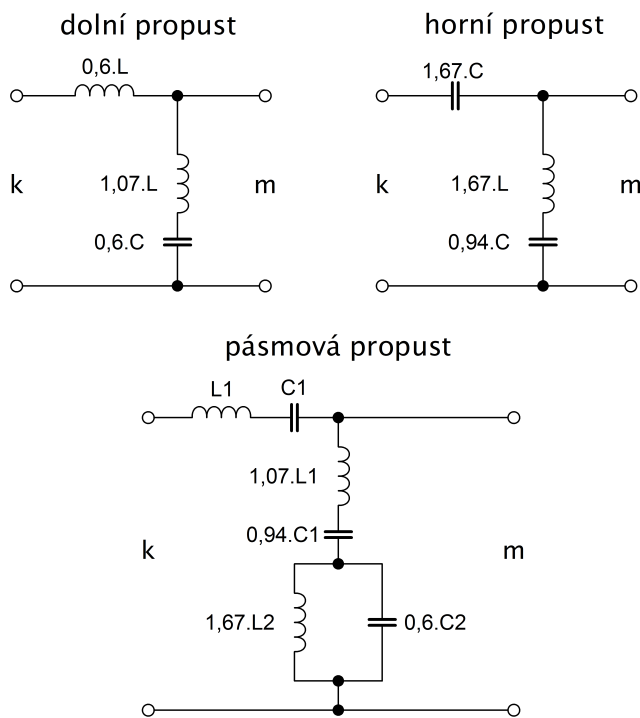 dolní propust
0,6.L
k
1,07.L
m
0,6.C
horní propust
1,67.C
k
1,67.L
m
0,94.C
pásmová propust
L1
C1
1,07.L1
0,94.C1
k
m
1,67.L2
0,6.C2